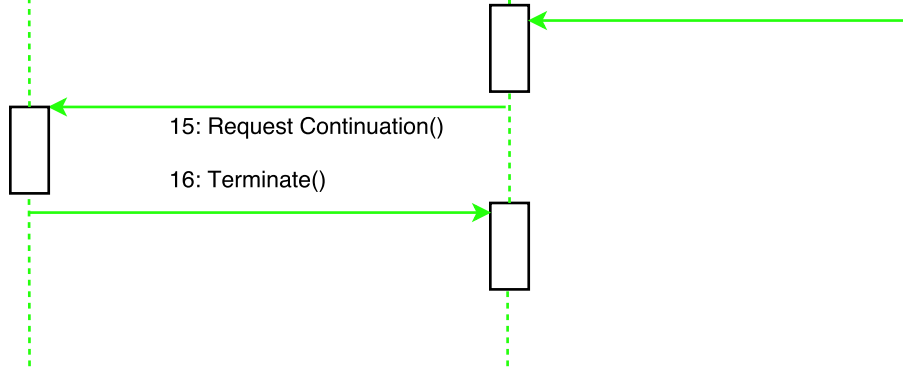 15: Request Continuation()
16: Terminate()